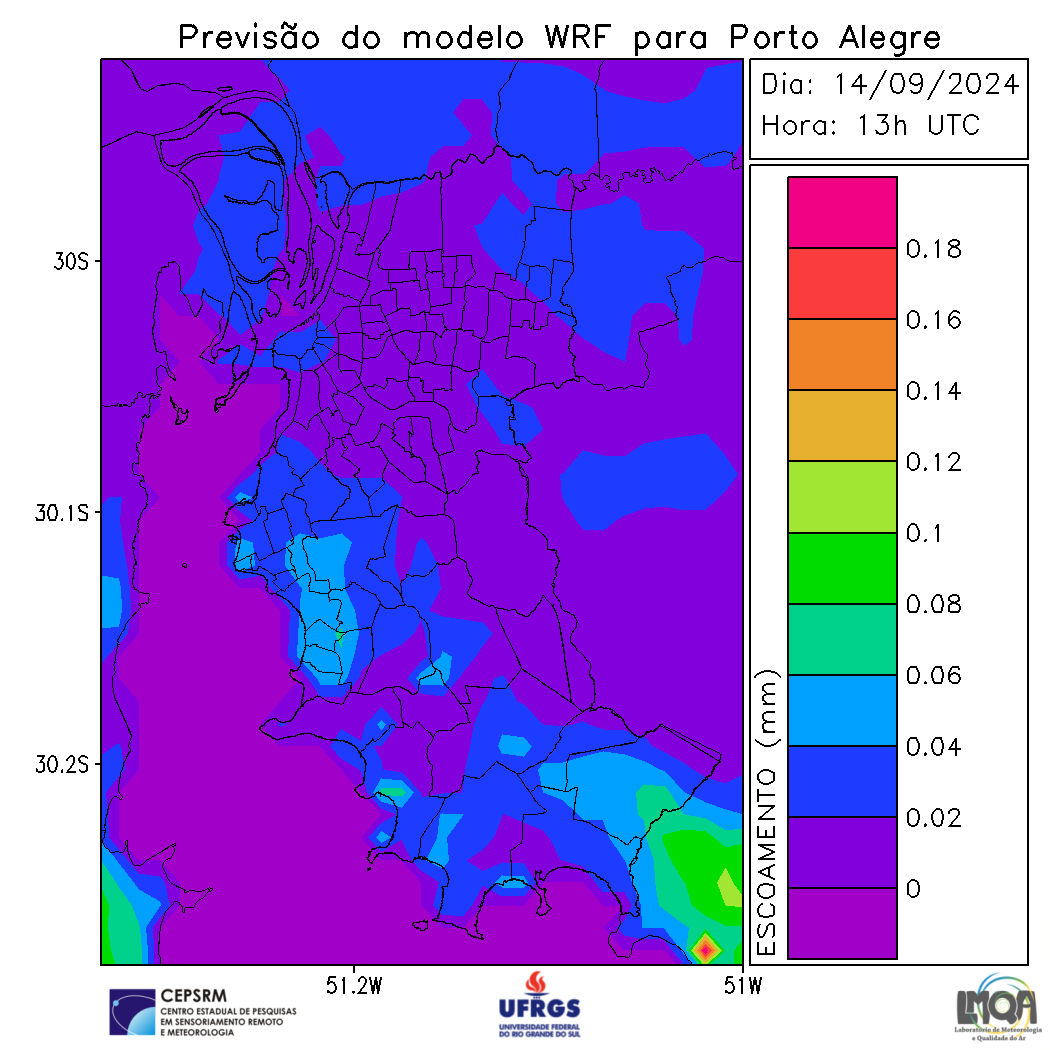 Previsão do modelo WRF para Porto Alegre
Dia: 14/09/2024
Hora: 13h UTC
30S
30.1S
30.2S
51.2W
51W
ESCOAMENTO (mm)
0.18
0.16
0.14
0.12
0.1
0.08
0.06
0.04
0.02
0
CEPSRM
CENTRO ESTADUAL DE PESQUISAS
EM SENSORIAMENTO REMOTO
E METEOROLOGIA
UFRGS
UNIVERSIDADE FEDERAL
DO RIO GRANDE DO SUL
LMQA
Laboratório de Meteorologia
e Qualidade do Ar